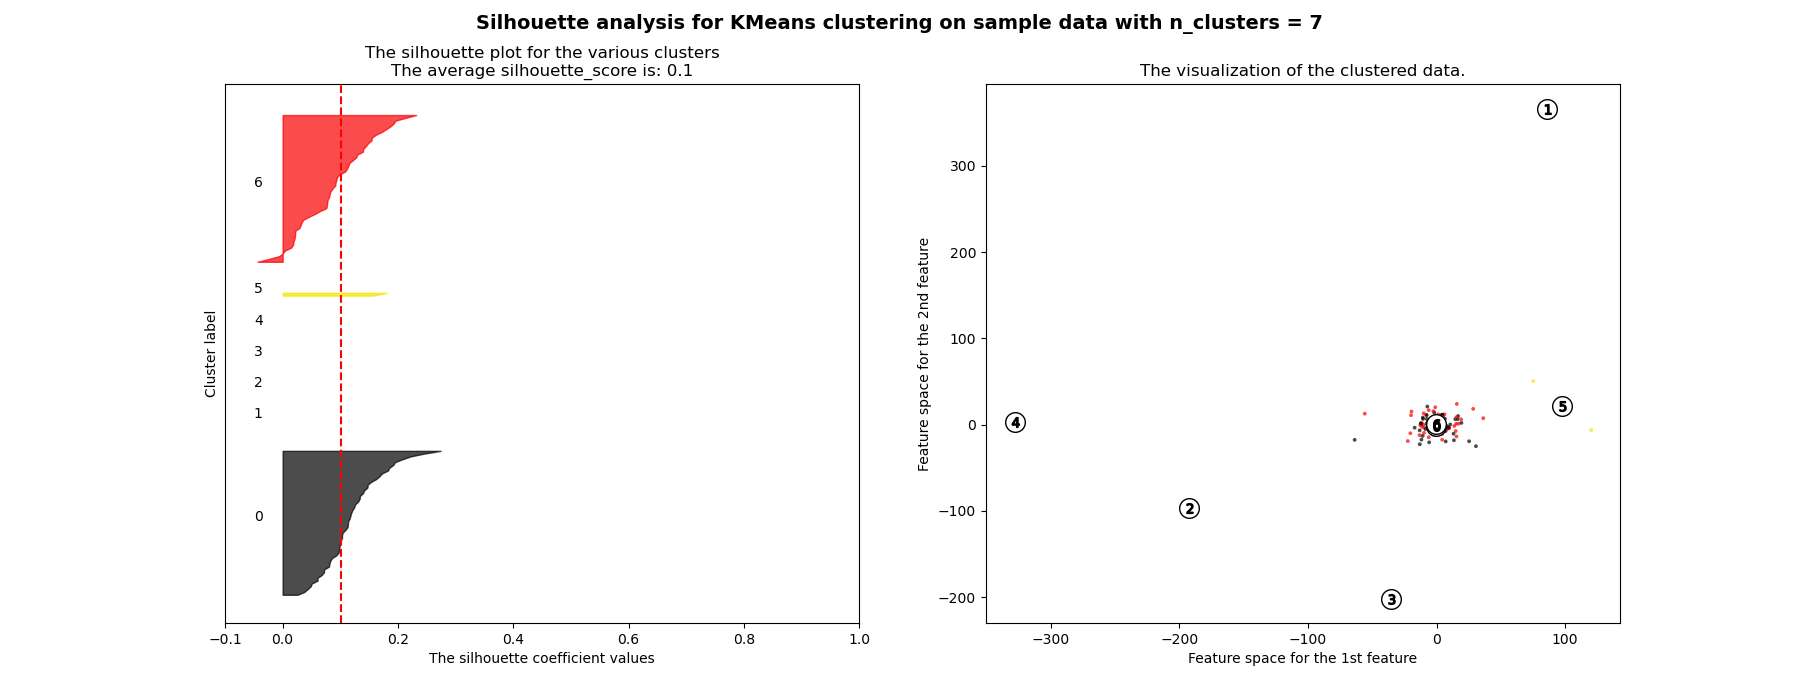 Silhouette analysis for KMeans clustering on sample data with n_clusters = 7
The silhouette plot for the various clusters
The average silhouette_score is: 0.1
6
5
4
3
2
1
0
Cluster label
−0.1 0.0 0.2 0.4 0.6 0.8 1.0
The silhouette coefficient values
The visualization of the clustered data.
1
5
6
4
2
3
300
200
100
0
−100
−200
Feature space for the 2nd feature
−300 −200 −100 0 100
Feature space for the 1st feature